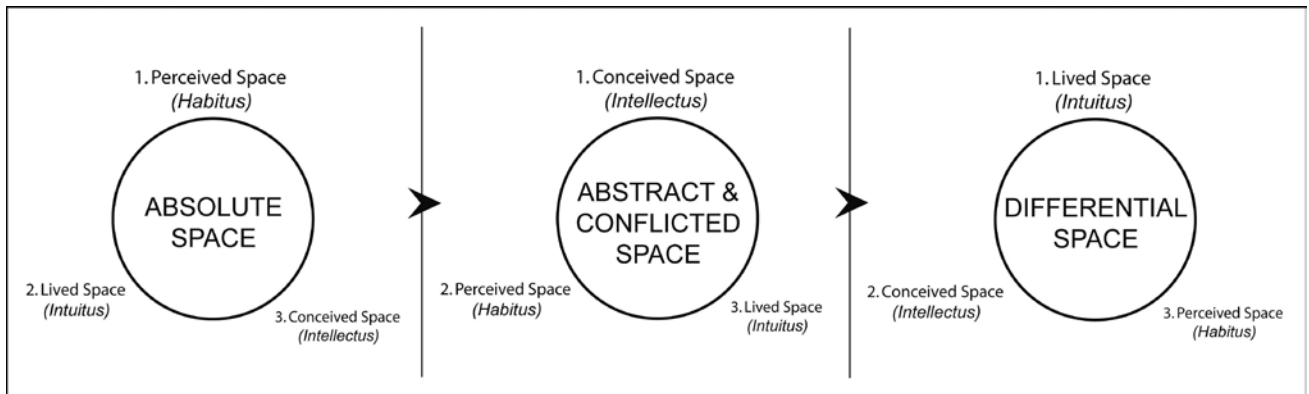 1. Perceived Space
(Habitus)
ABSOLUTE
SPACE
2. Lived Space
(Intuitus)
3. Conceived Space
(Intellectus)
1. Conceived Space
(Intellectus)
ABSTRACT &
CONFLICTED
SPACE
2. Perceived Space
(Habitus)
3. Lived Space
(Intuitus)
1. Lived Space
(Intuitus)
DIFFERENTIAL
SPACE
2. Conceived Space
(Intellectus)
3. Perceived Space
(Habitus)